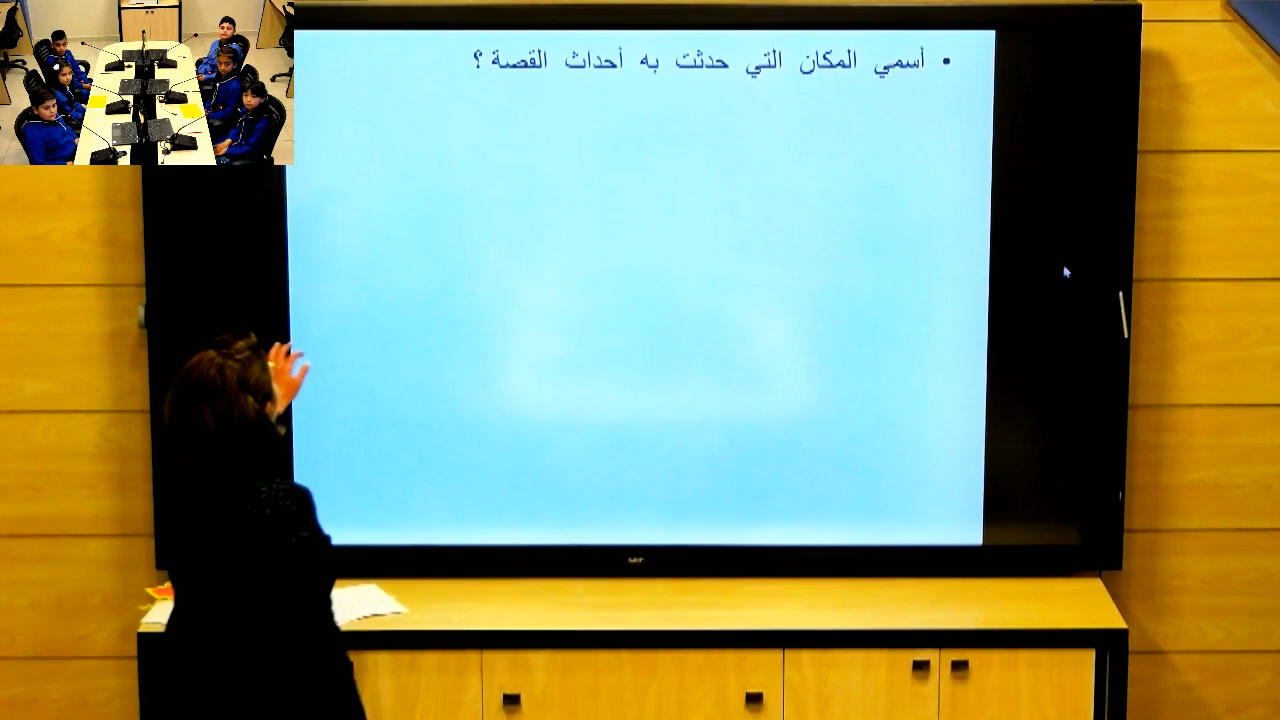 • أسمي المكان التي حدثت به أحداث القصة ؟